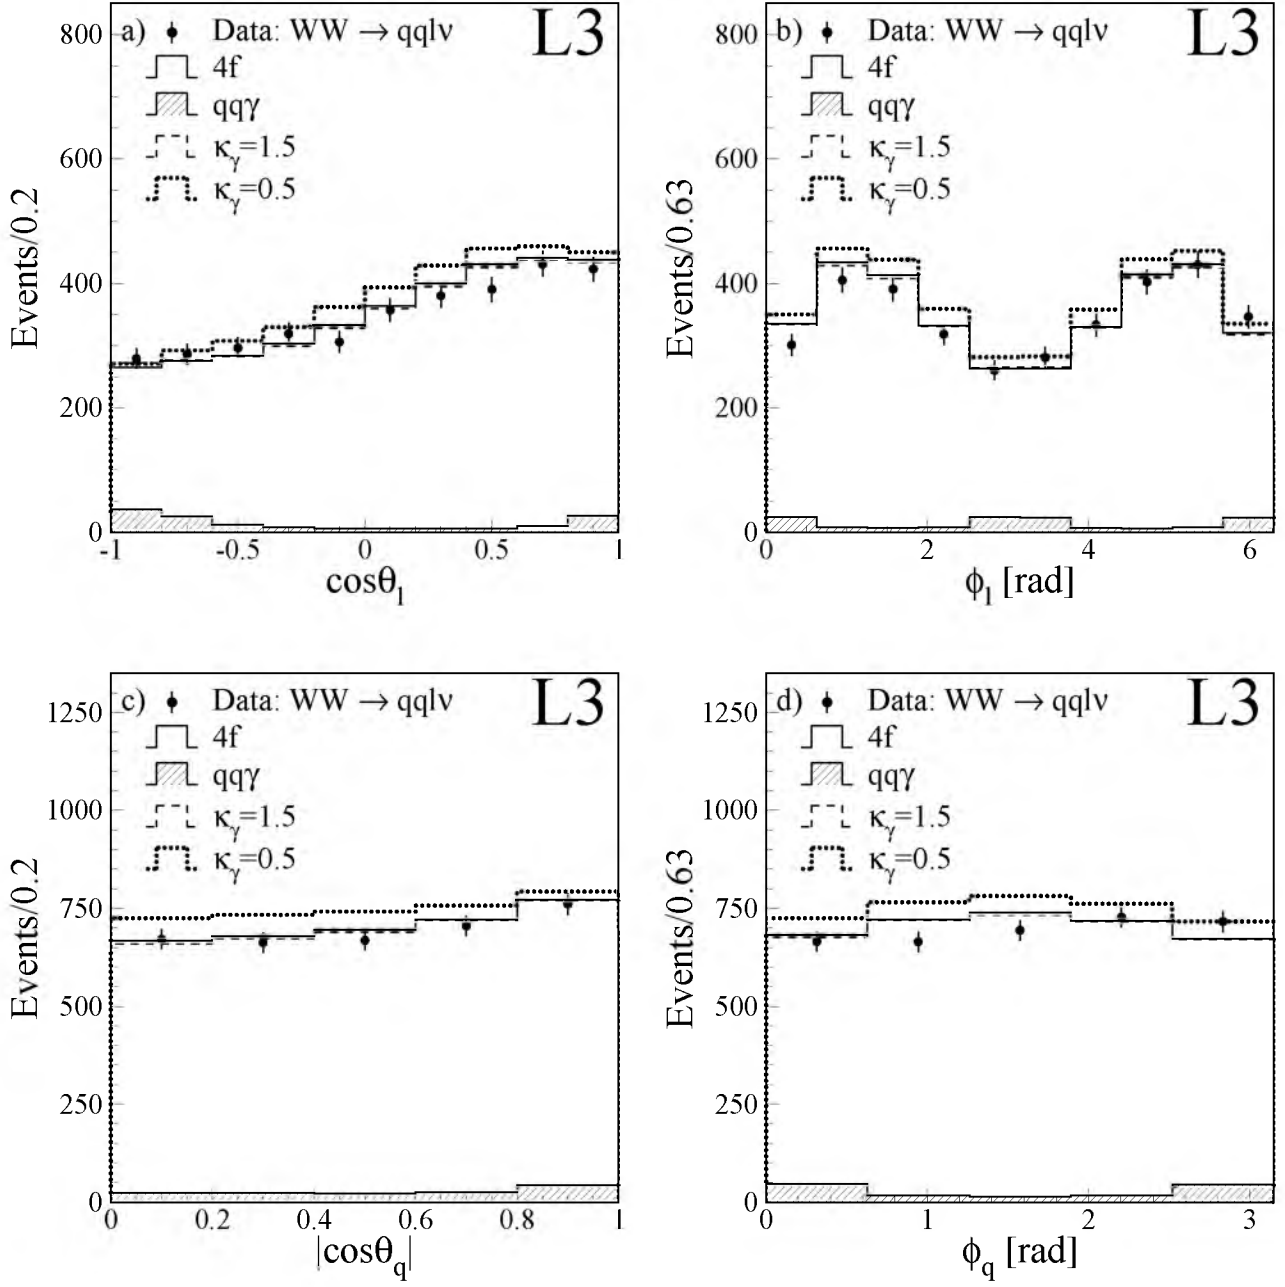 a) Data: WW → qqlν L3
4f
qqγ
κγ=1.5
κγ=0.5
Events/0.2
800
600
400
200
0
-1 -0.5 0 0.5 1
cosθl
b) Data: WW → qqlν L3
4f
qqγ
κγ=1.5
κγ=0.5
Events/0.63
800
600
400
200
0
0 2 4 6
ϕl [rad]
c) Data: WW → qqlν L3
4f
qqγ
κγ=1.5
κγ=0.5
Events/0.2
1250
1000
750
500
250
0
0 0.2 0.4 0.6 0.8 1
|cosθq|
d) Data: WW → qqlν L3
4f
qqγ
κγ=1.5
κγ=0.5
Events/0.63
1250
1000
750
500
250
0
0 1 2 3
ϕq [rad]